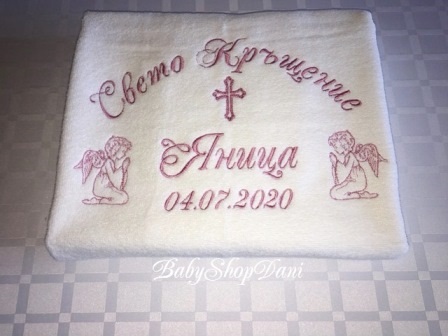 Свето Кръщение
Яница
04.07.2020
BabyShopDani